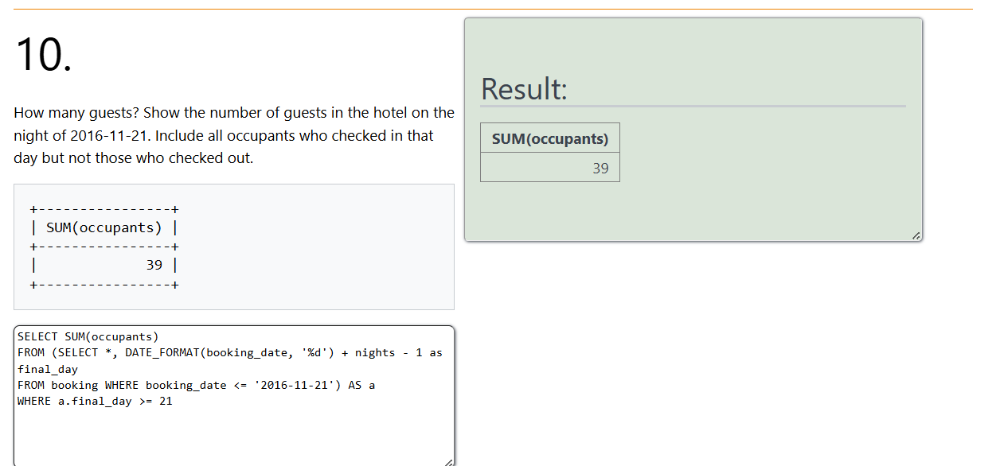 10.
How many guests? Show the number of guests in the hotel on the
night of 2016-11-21. Include all occupants who checked in that
day but not those who checked out.
+----------------+
| SUM(occupants) |
+----------------+
|             39 |
+----------------+
SELECT SUM(occupants)
FROM (SELECT *, DATE_FORMAT(booking_date, '%d') + nights - 1 as
final_day
FROM booking WHERE booking_date <= '2016-11-21') AS a
WHERE a.final_day >= 21
Result:
SUM(occupants)
39